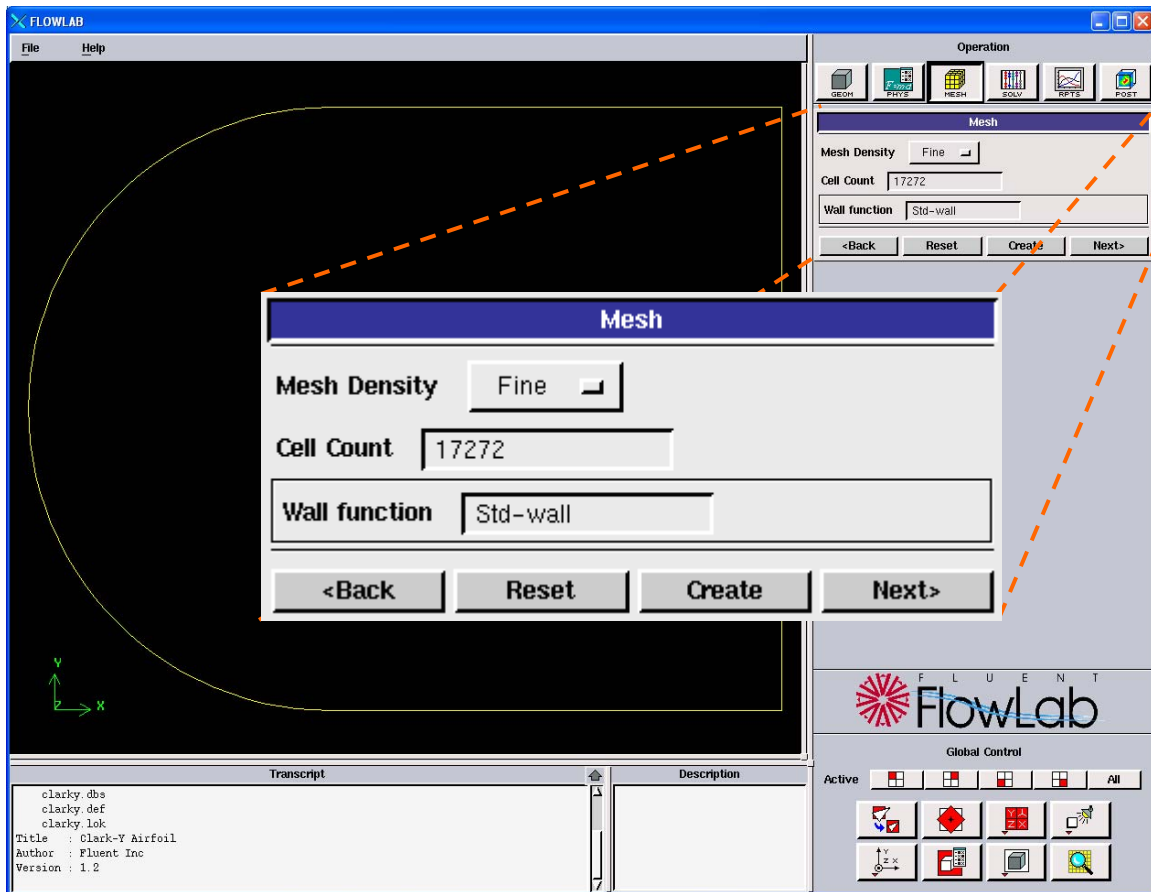 FLOWLAB
File Help
Operation
GEOM PHYS MESH SOLV RPTS POST
Mesh
Mesh Density Fine
Cell Count 17272
Wall function Std-wall
<Back Reset Create Next>
Mesh
Mesh Density Fine
Cell Count 17272
Wall function Std-wall
<Back Reset Create Next>
Y
Z X
FLUENT
FlowLab
Global Control
Transcript
Description
Active All
clarky.dbs
clarky.def
clarky.lok
Title : Clark-Y Airfoil
Author : Fluent Inc
Version : 1.2